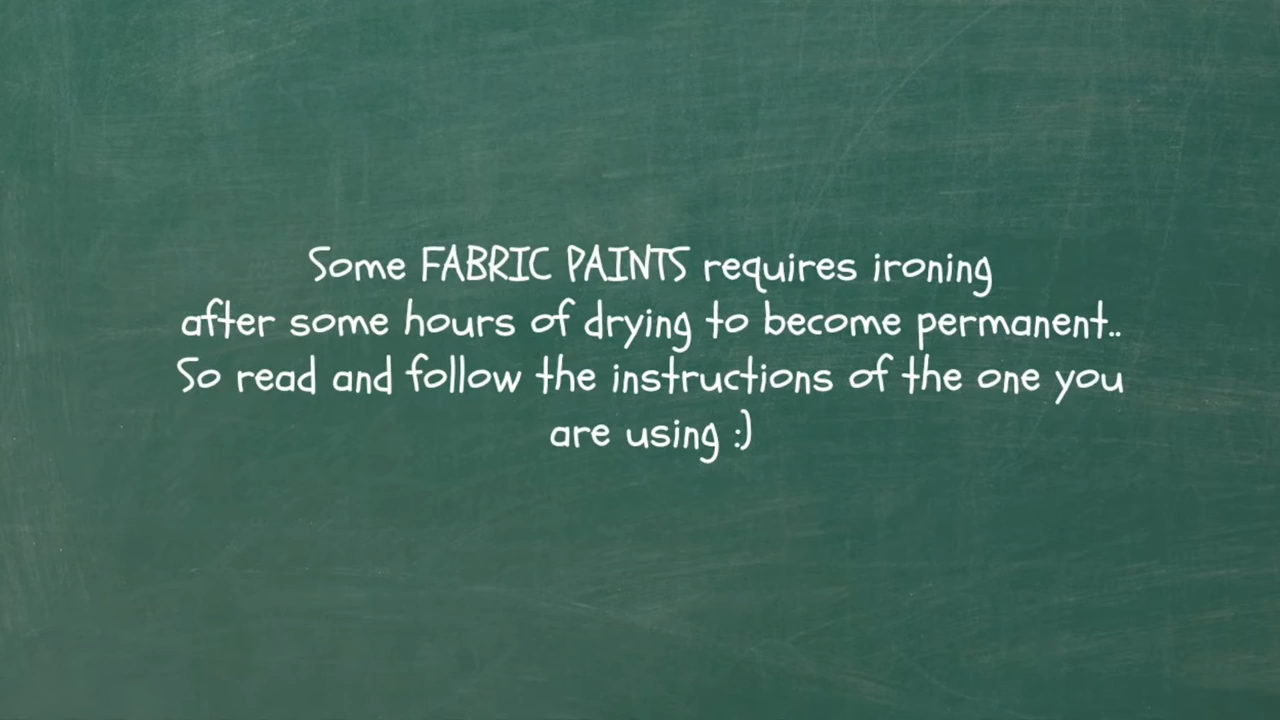 Some FABRIC PAINTS requires ironing
after some hours of drying to become permanent..
So read and follow the instructions of the one you
are using :)